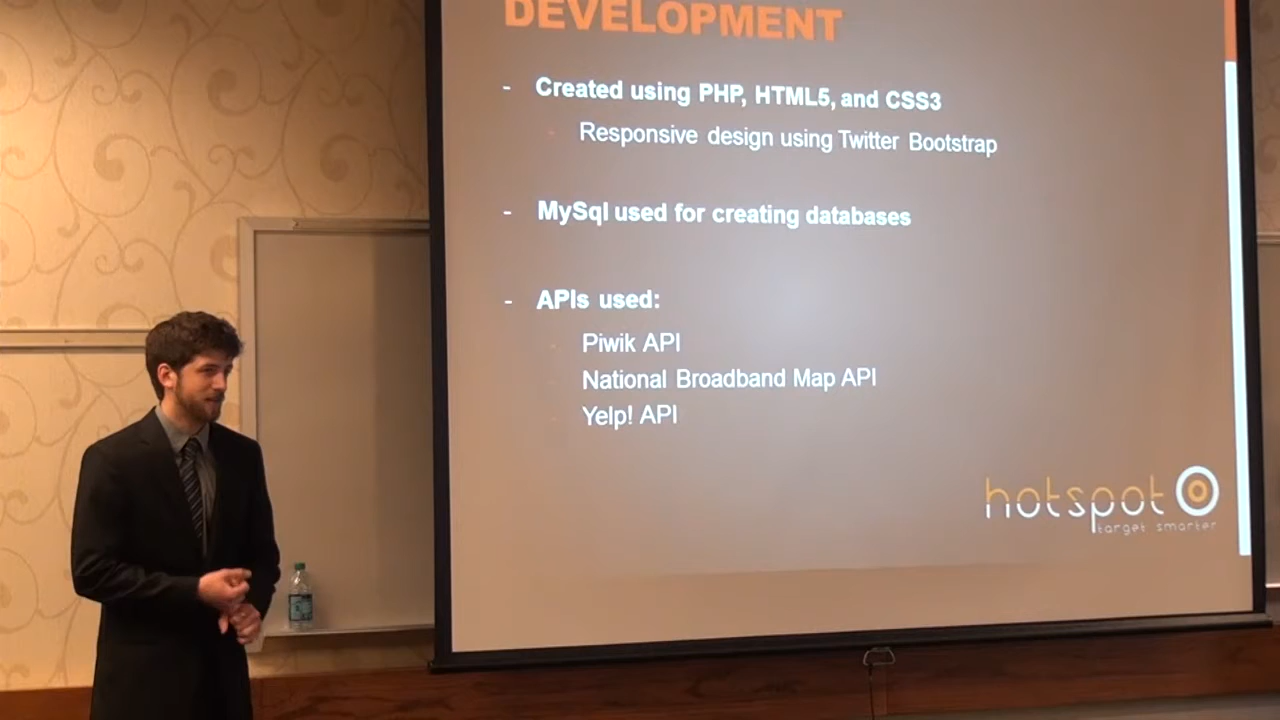 DEVELOPMENT
- Created using PHP, HTML5, and CSS3
- Responsive design using Twitter Bootstrap
- MySql used for creating databases
- APIs used:
- Piwik API
- National Broadband Map API
- Yelp! API
hotspot
target smarter